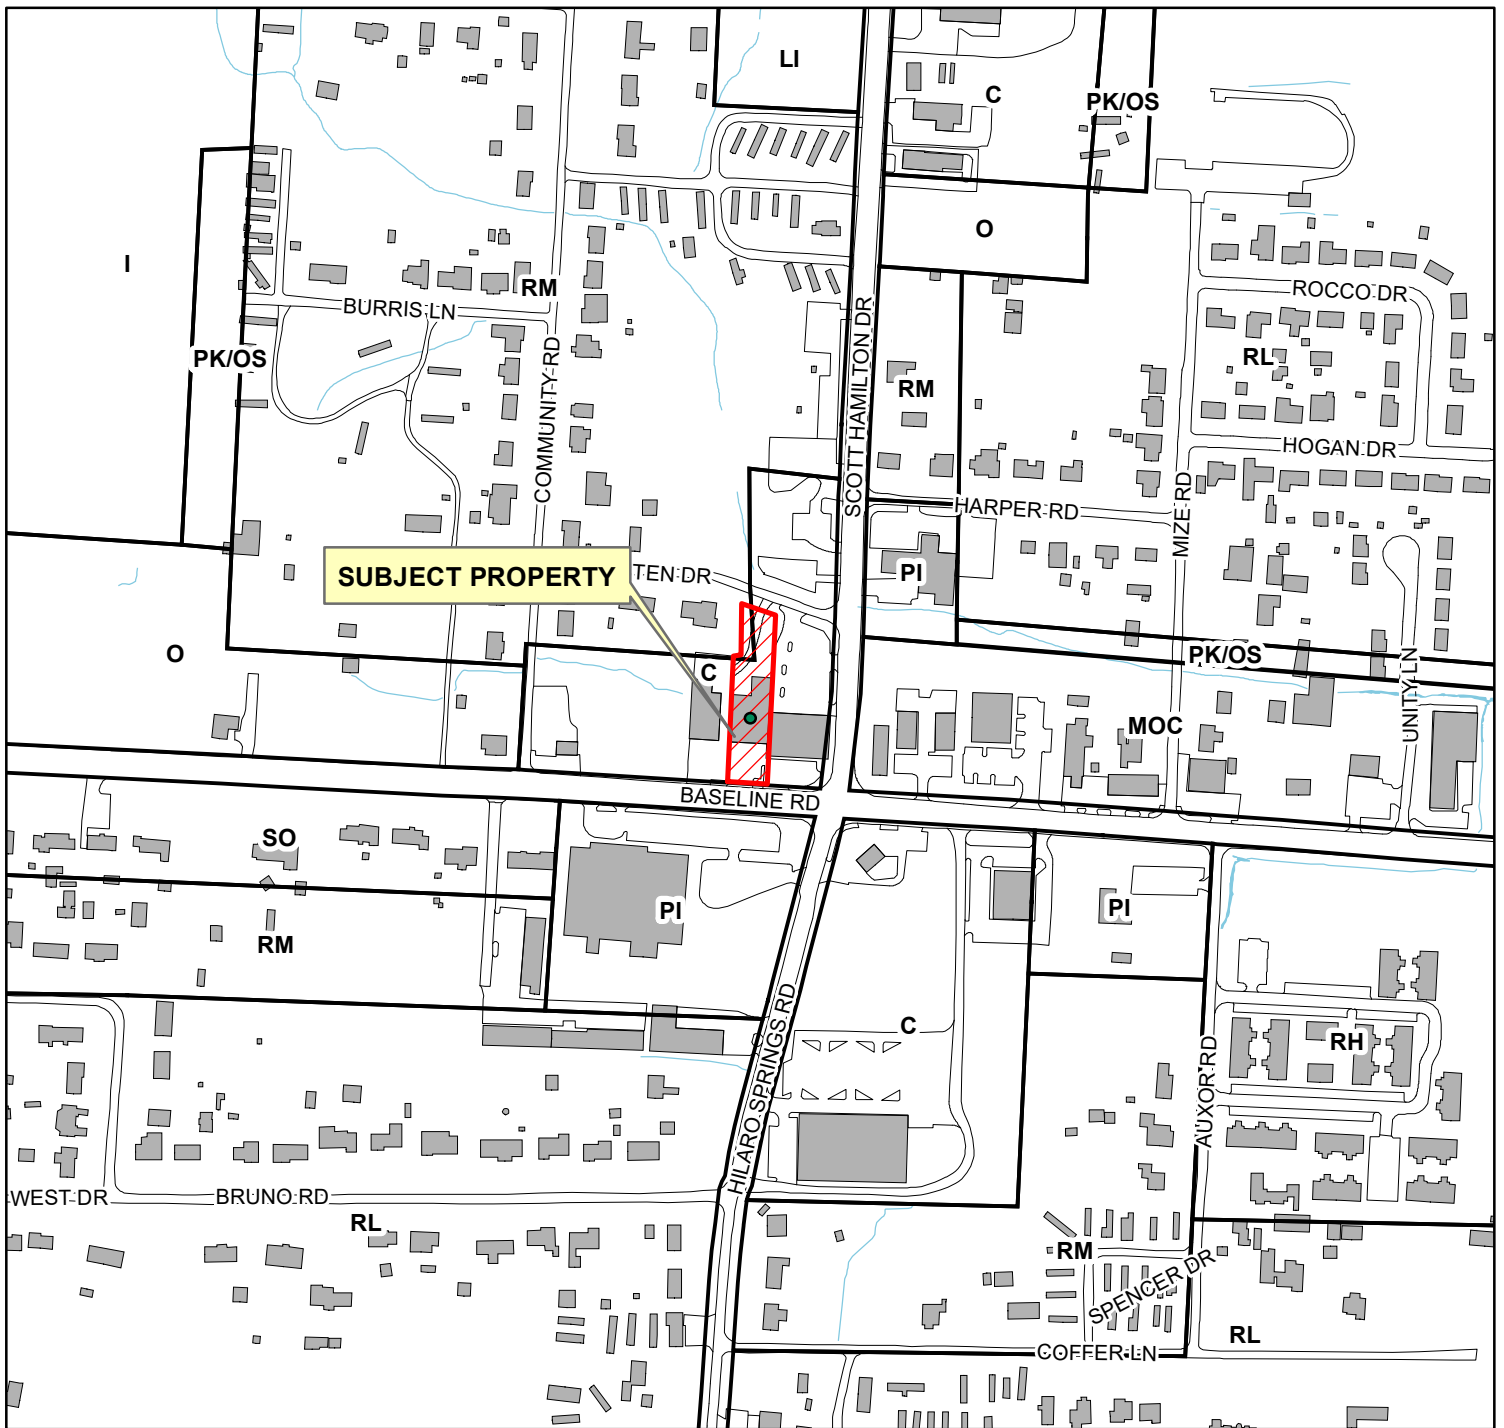 LI
C
PK/OS
O
I
RM
BURRIS LN
ROCCO DR
PK/OS
COMMUNITY RD
SCOTT HAMILTON DR
RL
RM
HOGAN DR
HARPER RD
MIZE RD
SUBJECT PROPERTY
TEN DR
PI
O
C
PK/OS
UNITY LN
MOC
BASELINE RD
SO
PI
PI
RM
C
HILARO SPRINGS RD
AUXOR RD
RH
WEST DR
BRUNO RD
RL
RM
SPENCER DR
RL
COFFER LN